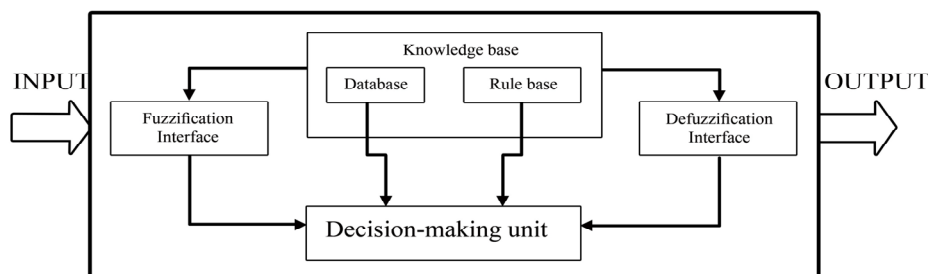 INPUT
Knowledge base
Database
Rule base
Fuzzification
Interface
Defuzzification
Interface
Decision-making unit
OUTPUT